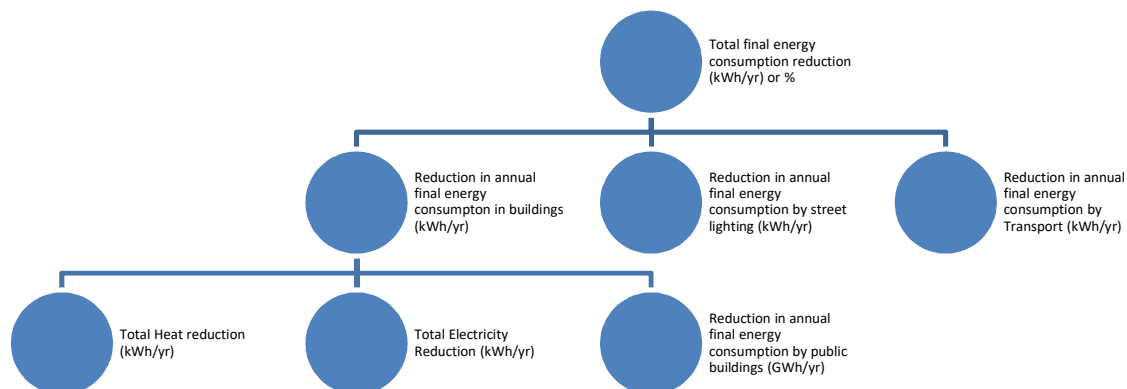 Total final energy
consumption reduction
(kWh/yr) or %
Reduction in annual
final energy
consumpton in buildings
(kWh/yr)
Reduction in annual
final energy
consumption by street
lighting (kWh/yr)
Reduction in annual
final energy
consumption by
Transport (kWh/yr)
Total Heat reduction
(kWh/yr)
Total Electricity
Reduction (kWh/yr)
Reduction in annual
final energy
consumption by public
buildings (GWh/yr)